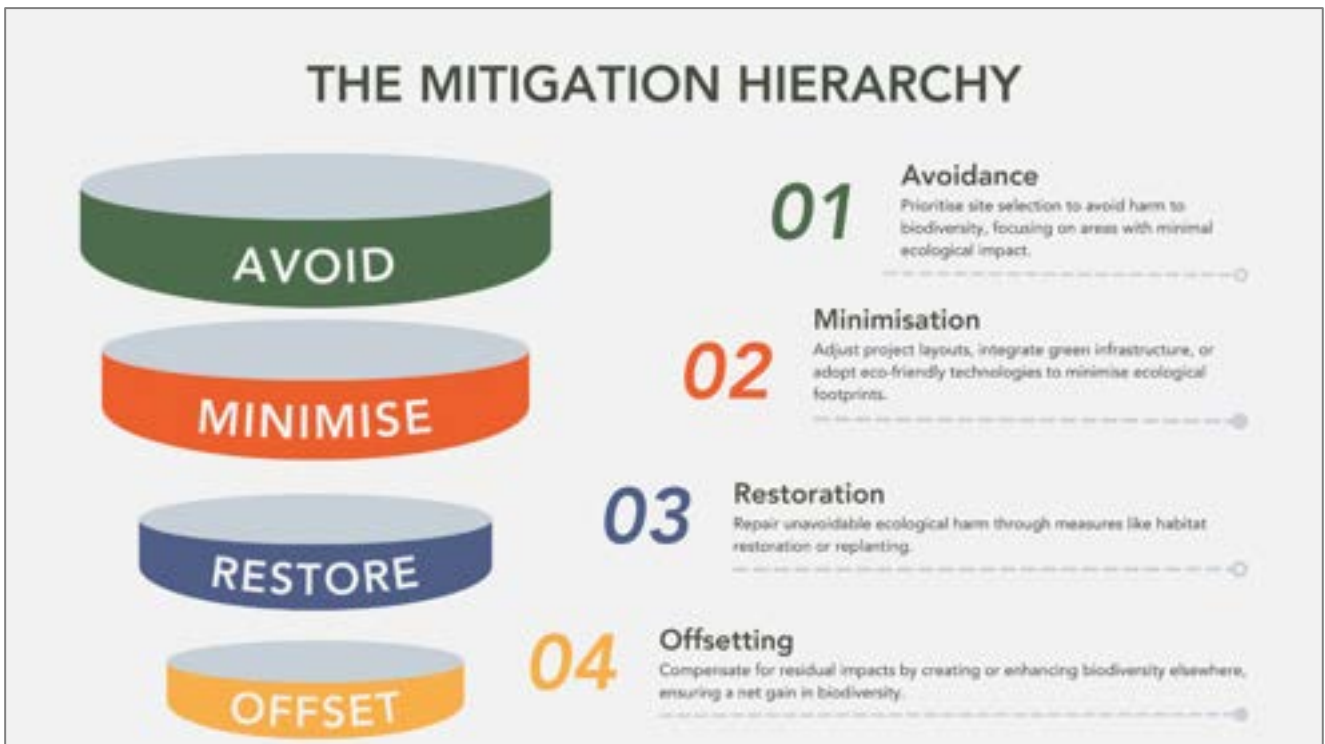 THE MITIGATION HIERARCHY
AVOID
01
Avoidance
Prioritise site selection to avoid harm to
biodiversity, focusing on areas with minimal
ecological impact.
MINIMISE
02
Minimisation
Adjust project layouts, integrate green infrastructure, or
adopt eco-friendly technologies to minimise ecological
footprints.
RESTORE
03
Restoration
Repair unavoidable ecological harm through measures like habitat
restoration or replanting.
OFFSET
04
Offsetting
Compensate for residual impacts by creating or enhancing biodiversity elsewhere,
ensuring a net gain in biodiversity.